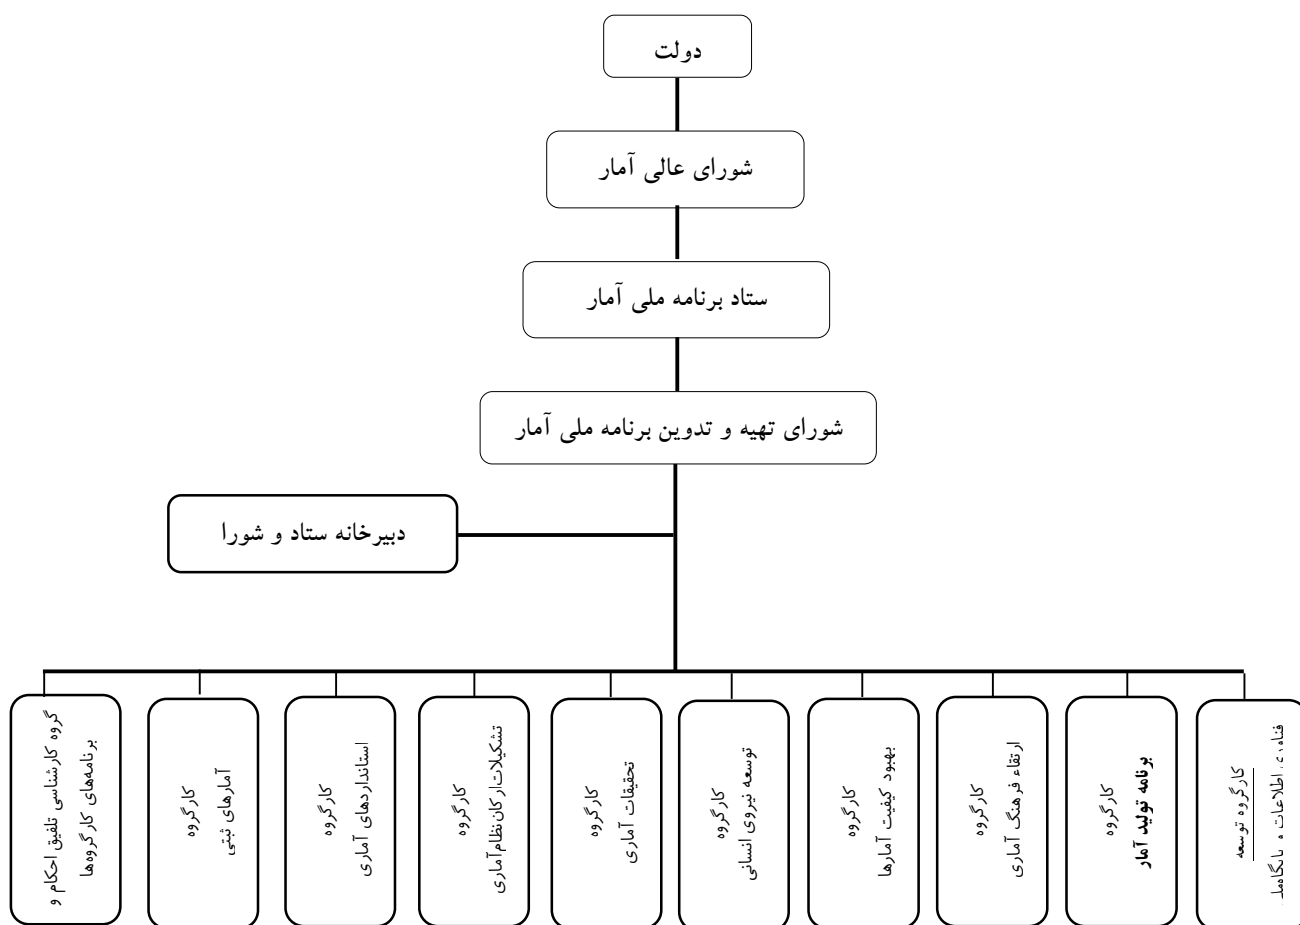 دولت
شورای عالی آمار
ستاد برنامه ملی آمار
شورای تهیه و تدوین برنامه ملی آمار
دبیرخانه ستاد و شورا
کارگروه توسعه
فناوری اطلاعات و
کارگروه
برنامه تولید آمار
کارگروه
ارتقاء فرهنگ آماری
کارگروه
بهبود کیفیت آمارها
کارگروه
توسعه نیروی انسانی
کارگروه
تحقیقات آماری
کارگروه
تشکیلات‌ارکان‌نظام‌آماری
کارگروه
استانداردهای آماری
کارگروه
آمارهای ثبتی
گروه کارشناسی تلفیق احکام و
برنامه‌های کارگروه‌ها